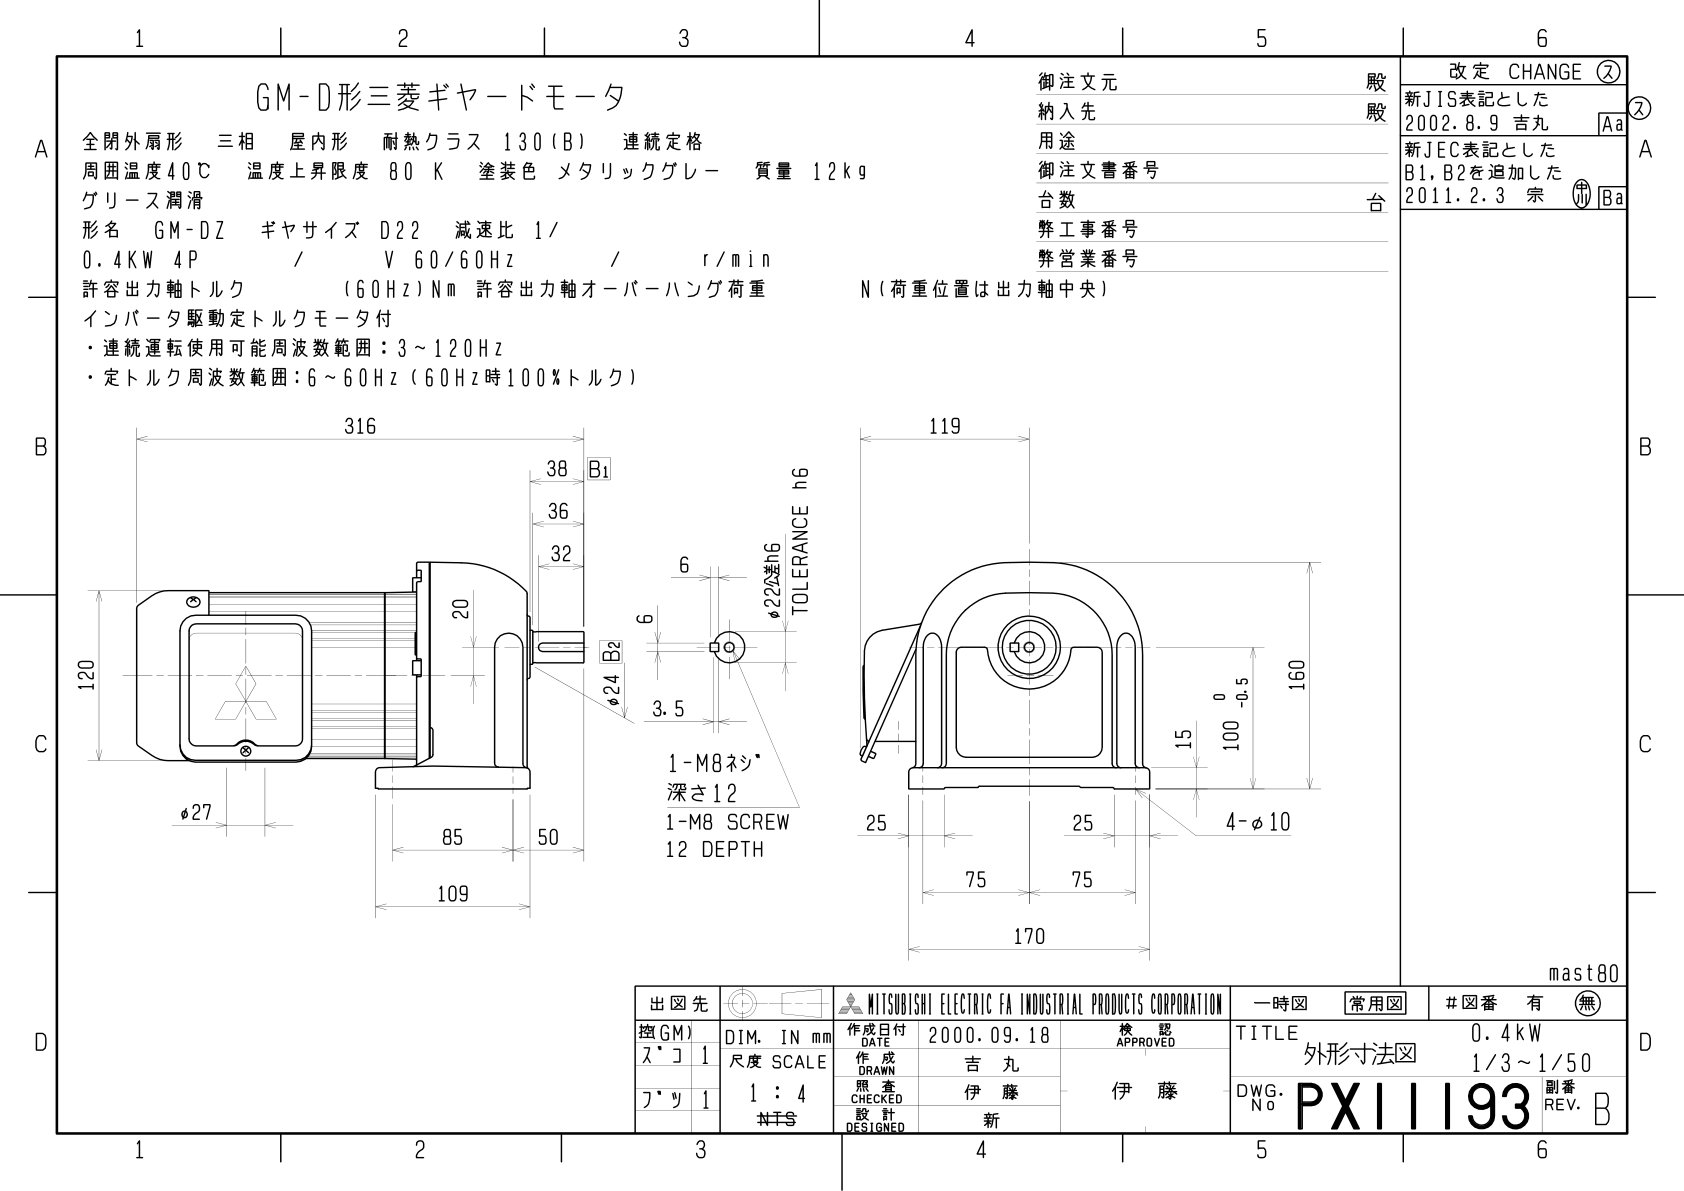 1 2 3 4 5 6
A
B
C
D
GM-D形三菱ギヤードモータ
全閉外扇形 三相 屋内形 耐熱クラス 130(B) 連続定格
周囲温度40℃ 温度上昇限度 80 K 塗装色 メタリックグレー 質量 12kg
グリース潤滑
形名 GM-DZ ギヤサイズ D22 減速比 1/
0.4KW 4P / V 60/60Hz / r/min
許容出力軸トルク (60Hz)Nm 許容出力軸オーバーハング荷重 N(荷重位置は出力軸中央)
インバータ駆動定トルクモータ付
・連続運転使用可能周波数範囲:3~120Hz
・定トルク周波数範囲:6~60Hz(60Hz時100%トルク)
御注文元 殿
納入先 殿
用途
御注文書番号
台数 台
弊工事番号
弊営業番号
改定 CHANGE ス
新JIS表記とした
2002.8.9 吉丸 Aa
ス
新JEC表記とした
B1,B2を追加した
2011.2.3 宗 Ba
A
B
C
D
316
38 B1
36
32
20
120
φ24 B2
φ27
85 50
109
6
6
3.5
φ22公差h6
TOLERANCE h6
1-M8ネジ
深さ12
1-M8 SCREW
12 DEPTH
119
160
100 0 -0.5
15
25 25
4-φ10
75 75
170
mast80
出図先
控(GM)
ズコ 1
ブツ 1
DIM. IN mm
尺度 SCALE
1 : 4
NTS
MITSUBISHI ELECTRIC FA INDUSTRIAL PRODUCTS CORPORATION
作成日付 DATE 2000.09.18
作成 DRAWN 吉丸
照査 CHECKED 伊藤
設計 DESIGNED 新
検認 APPROVED
伊藤
一時図 常用図 #図番 有 無
TITLE 0.4kW
外形寸法図 1/3~1/50
DWG. No PX11193
副番 REV. B
1 2 3 4 5 6